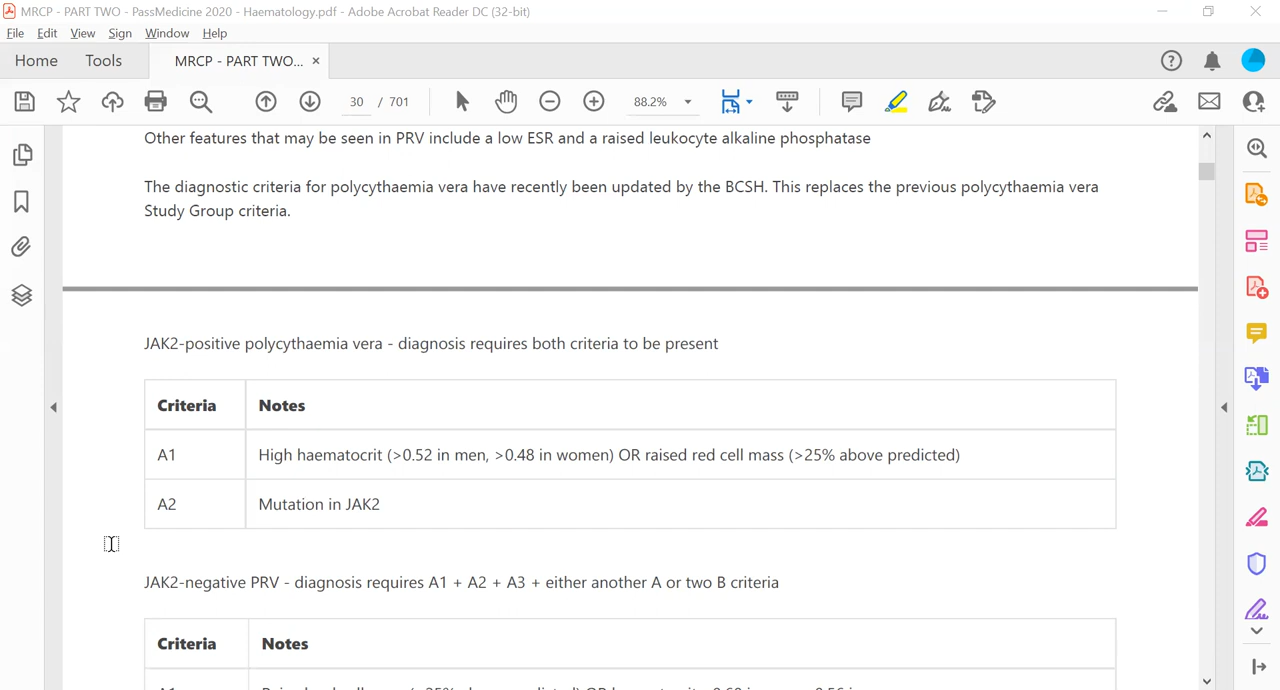 MRCP - PART TWO - PassMedicine 2020 - Haematology.pdf - Adobe Acrobat Reader DC (32-bit)
File Edit View Sign Window Help
Home Tools MRCP - PART TWO... ×
30 / 701 88.2%
Other features that may be seen in PRV include a low ESR and a raised leukocyte alkaline phosphatase
The diagnostic criteria for polycythaemia vera have recently been updated by the BCSH. This replaces the previous polycythaemia vera
Study Group criteria.
JAK2-positive polycythaemia vera - diagnosis requires both criteria to be present
Criteria Notes
A1 High haematocrit (>0.52 in men, >0.48 in women) OR raised red cell mass (>25% above predicted)
A2 Mutation in JAK2
JAK2-negative PRV - diagnosis requires A1 + A2 + A3 + either another A or two B criteria
Criteria Notes